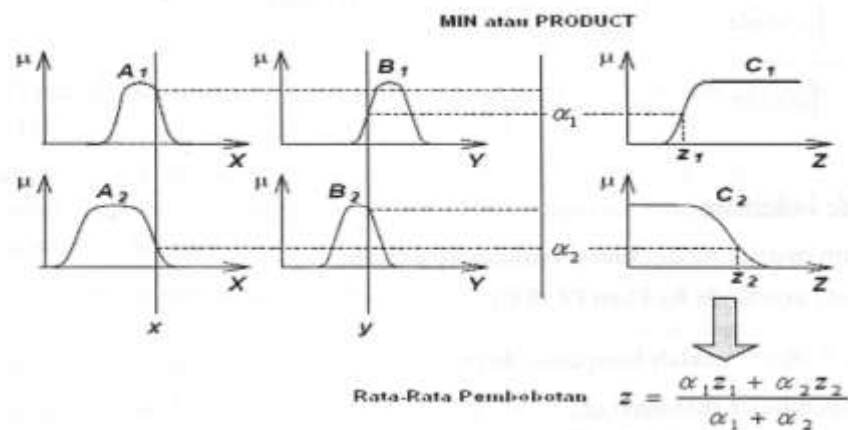 MIN atau PRODUCT
μ A₁ μ B₁ μ C₁
α₁
X Y z₁ Z
μ A₂ μ B₂ μ C₂
α₂
X Y z₂ Z
x y
Rata-Rata Pembobotan z = (α₁z₁ + α₂z₂) / (α₁ + α₂)